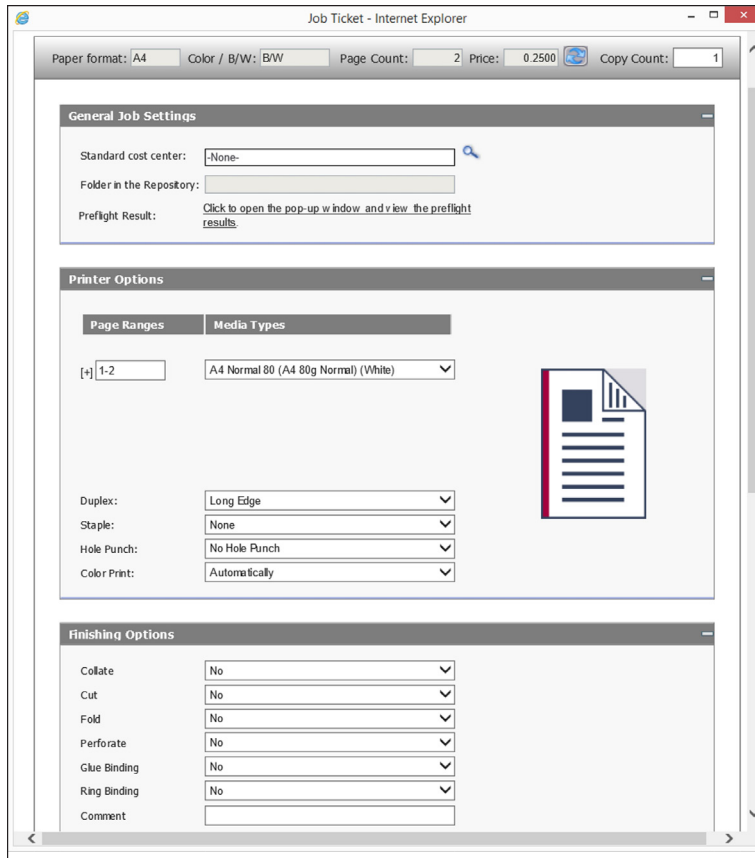 Job Ticket - Internet Explorer
Paper format: A4 Color / B/W: B/W Page Count: 2 Price: 0.2500 Copy Count: 1
General Job Settings
Standard cost center: -None-
Folder in the Repository:
Preflight Result: Click to open the pop-up window and view the preflight
results.
Printer Options
Page Ranges Media Types
[+] 1-2 A4 Normal 80 (A4 80g Normal) (White)
Duplex: Long Edge
Staple: None
Hole Punch: No Hole Punch
Color Print: Automatically
Finishing Options
Collate No
Cut No
Fold No
Perforate No
Glue Binding No
Ring Binding No
Comment